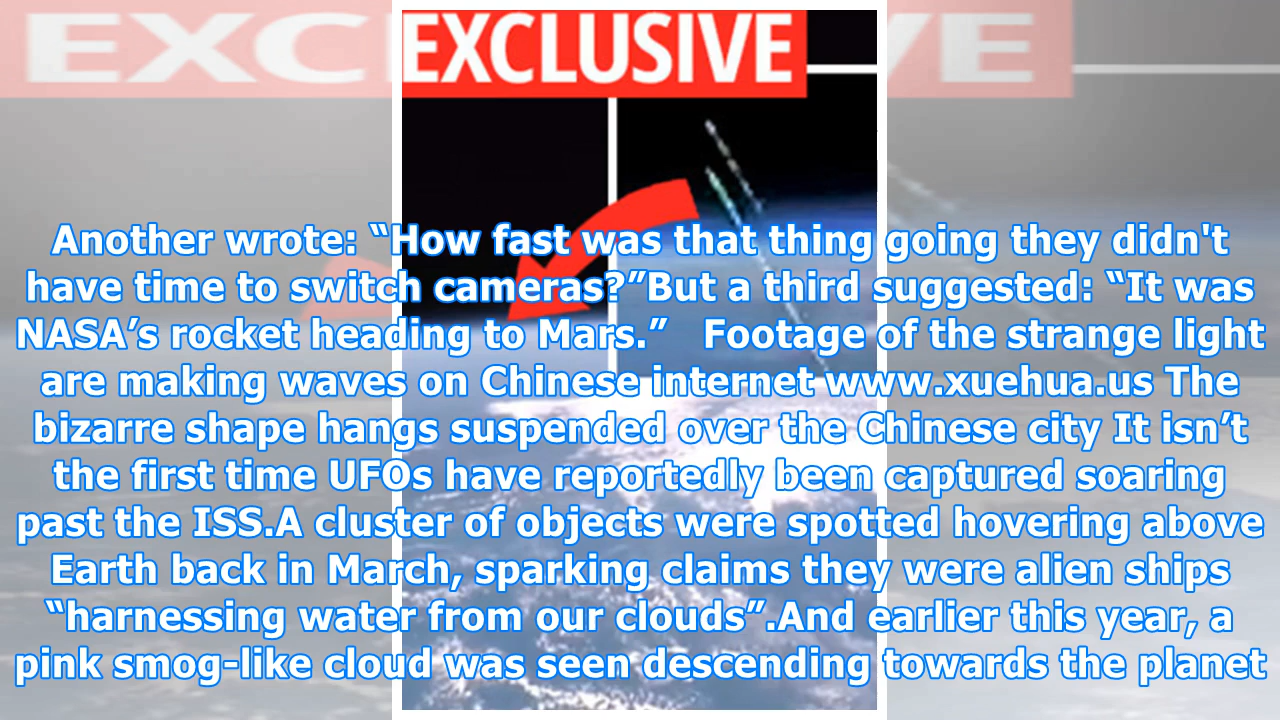 EXCLUSIVE
Another wrote: “How fast was that thing going they didn't
have time to switch cameras?”But a third suggested: “It was
NASA’s rocket heading to Mars.”   Footage of the strange light
are making waves on Chinese internet www.xuehua.us The
bizarre shape hangs suspended over the Chinese city It isn’t
the first time UFOs have reportedly been captured soaring
past the ISS.A cluster of objects were spotted hovering above
Earth back in March, sparking claims they were alien ships
“harnessing water from our clouds”.And earlier this year, a
pink smog-like cloud was seen descending towards the planet